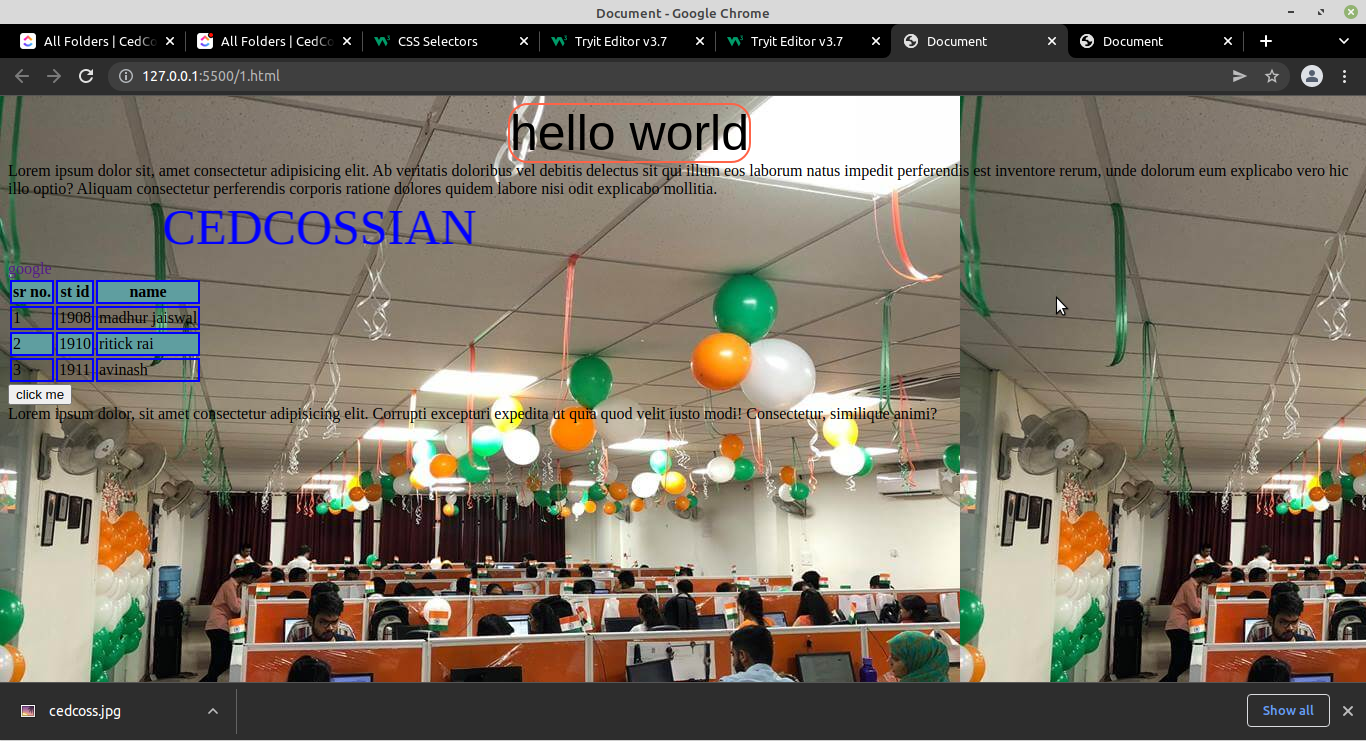 Document - Google Chrome
All Folders | CedCo
All Folders | CedCo
CSS Selectors
Tryit Editor v3.7
Tryit Editor v3.7
Document
Document
127.0.0.1:5500/1.html
hello world
Lorem ipsum dolor sit, amet consectetur adipisicing elit. Ab veritatis doloribus vel debitis delectus sit qui illum eos laborum natus impedit perferendis est inventore rerum, unde dolorum eum explicabo vero hic
illo optio? Aliquam consectetur perferendis corporis ratione dolores quidem labore nisi odit explicabo mollitia.
CEDCOSSIAN
google
sr no. st id name
1 1908 madhur jaiswal
2 1910 ritick rai
3 1911 avinash
click me
Lorem ipsum dolor, sit amet consectetur adipisicing elit. Corrupti excepturi expedita ut quia quod velit iusto modi! Consectetur, similique animi?
cedcoss.jpg
Show all